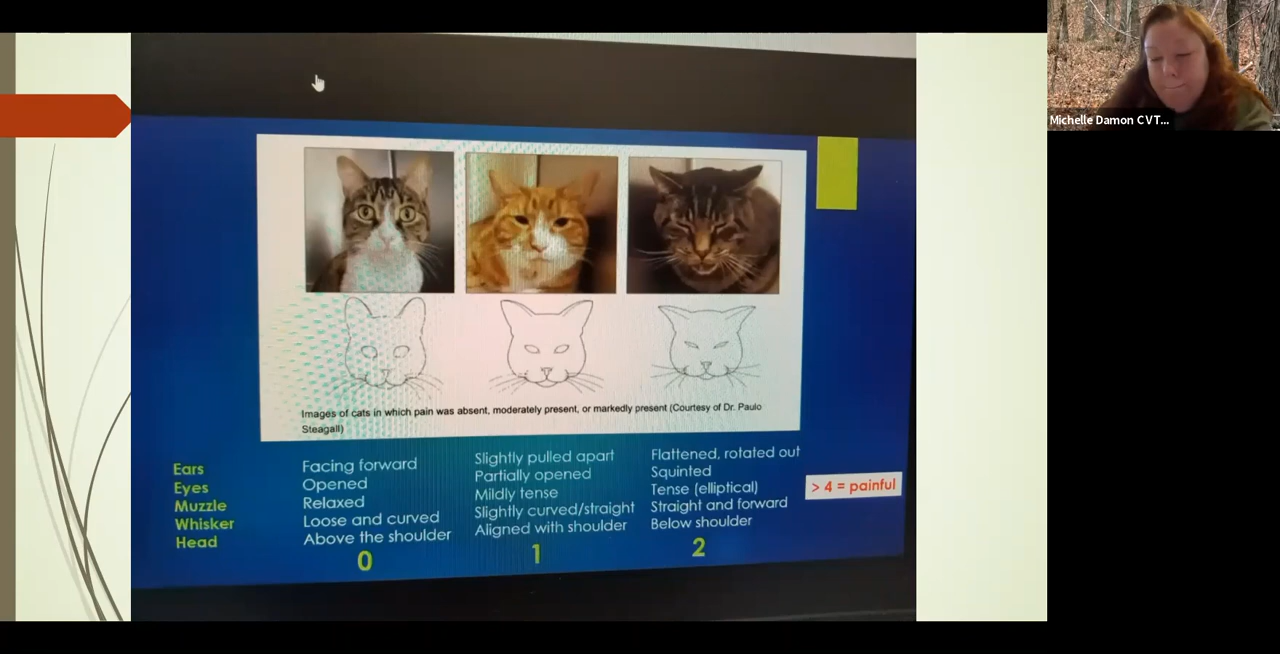 Michelle Damon CVT...
Images of cats in which pain was absent, moderately present, or markedly present (Courtesy of Dr. Paulo
Steagall)
Ears Facing forward Slightly pulled apart Flattened, rotated out
Eyes Opened Partially opened Squinted
Muzzle Relaxed Mildly tense Tense (elliptical)
Whisker Loose and curved Slightly curved/straight Straight and forward
Head Above the shoulder Aligned with shoulder Below shoulder
> 4 = painful
0 1 2